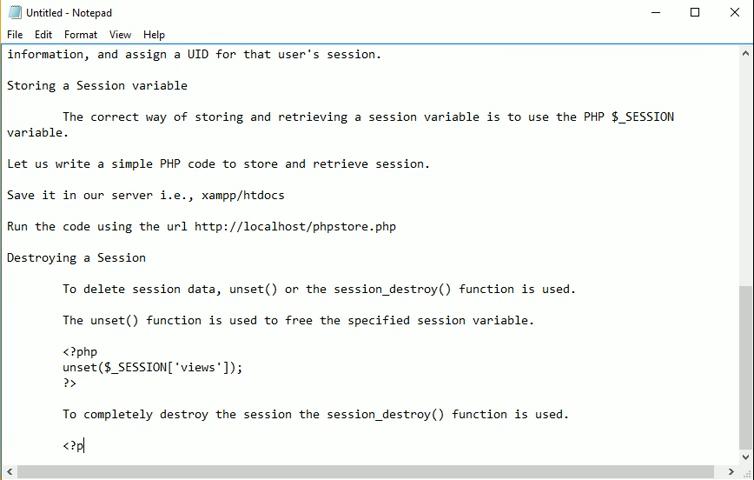 Untitled - Notepad
File Edit Format View Help
information, and assign a UID for that user's session.
Storing a Session variable
The correct way of storing and retrieving a session variable is to use the PHP $_SESSION
variable.
Let us write a simple PHP code to store and retrieve session.
Save it in our server i.e., xampp/htdocs
Run the code using the url http://localhost/phpstore.php
Destroying a Session
To delete session data, unset() or the session_destroy() function is used.
The unset() function is used to free the specified session variable.
<?php
unset($_SESSION['views']);
?>
To completely destroy the session the session_destroy() function is used.
<?p